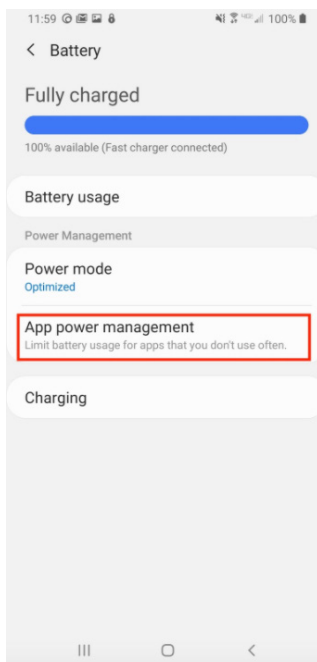 11:59 100%
Battery
Fully charged
100% available (Fast charger connected)
Battery usage
Power Management
Power mode
Optimized
App power management
Limit battery usage for apps that you don't use often.
Charging